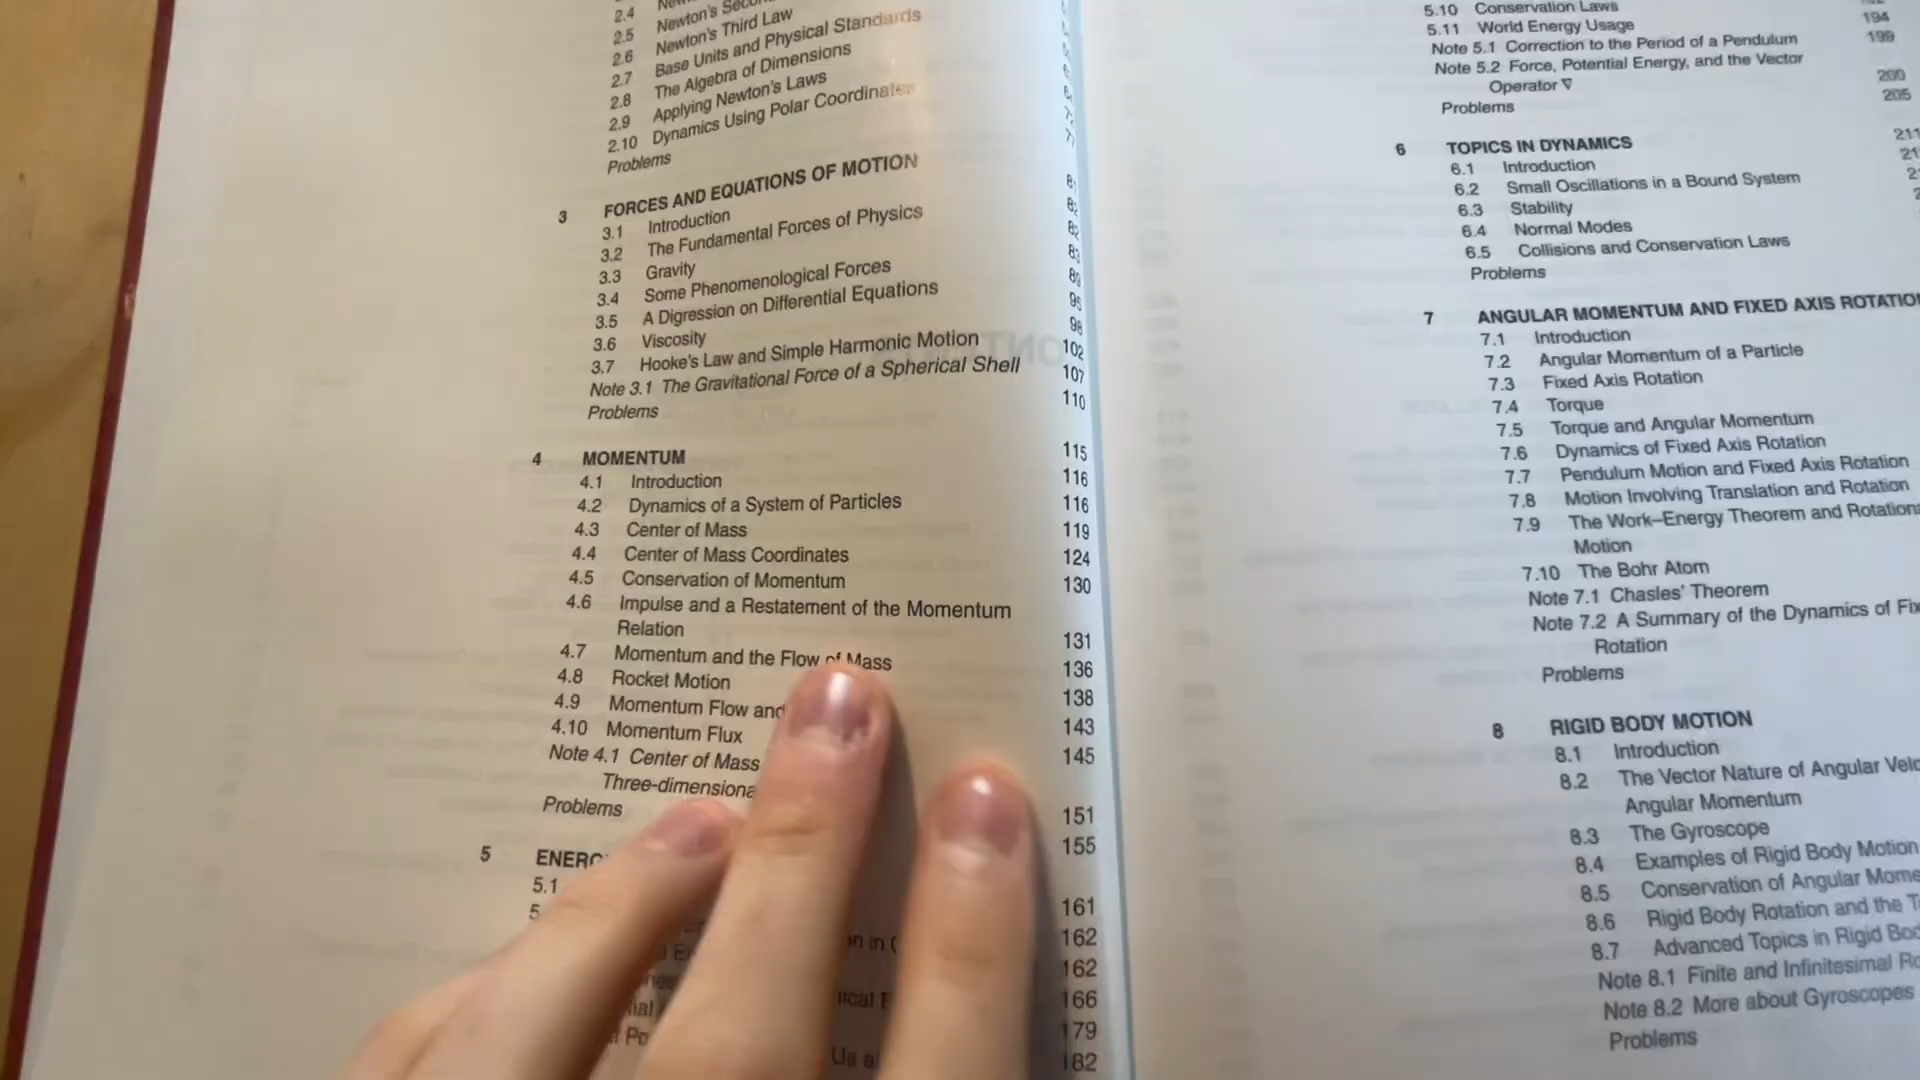 2.4
2.5 Newton's
2.6 Newton's Third Law
2.7 Base Units and Physical Standards
2.8 The Algebra of Dimensions
2.9 Applying Newton's Laws
2.10 Dynamics Using Polar Coordinates
Problems
3 FORCES AND EQUATIONS OF MOTION
3.1 Introduction
3.2 The Fundamental Forces of Physics
3.3 Gravity
3.4 Some Phenomenological Forces
3.5 A Digression on Differential Equations 95
3.6 Viscosity 98
3.7 Hooke's Law and Simple Harmonic Motion 102
Note 3.1 The Gravitational Force of a Spherical Shell 107
Problems 110
4 MOMENTUM 115
4.1 Introduction 116
4.2 Dynamics of a System of Particles 116
4.3 Center of Mass 119
4.4 Center of Mass Coordinates 124
4.5 Conservation of Momentum 130
4.6 Impulse and a Restatement of the Momentum
Relation 131
4.7 Momentum and the Flow of Mass 136
4.8 Rocket Motion 138
4.9 Momentum Flow and 143
4.10 Momentum Flux 145
Note 4.1 Center of Mass
Three-dimensiona 151
Problems 155
5 ENERG 161
5.1 162
5. 162
166
179
182
5.10 Conservation Laws
5.11 World Energy Usage 194
Note 5.1 Correction to the Period of a Pendulum 199
Note 5.2 Force, Potential Energy, and the Vector
Operator ∇ 200
Problems 205
6 TOPICS IN DYNAMICS 211
6.1 Introduction
6.2 Small Oscillations in a Bound System
6.3 Stability
6.4 Normal Modes
6.5 Collisions and Conservation Laws
Problems
7 ANGULAR MOMENTUM AND FIXED AXIS ROTATIO
7.1 Introduction
7.2 Angular Momentum of a Particle
7.3 Fixed Axis Rotation
7.4 Torque
7.5 Torque and Angular Momentum
7.6 Dynamics of Fixed Axis Rotation
7.7 Pendulum Motion and Fixed Axis Rotation
7.8 Motion Involving Translation and Rotation
7.9 The Work–Energy Theorem and Rotationa
Motion
7.10 The Bohr Atom
Note 7.1 Chasles' Theorem
Note 7.2 A Summary of the Dynamics of Fix
Rotation
Problems
8 RIGID BODY MOTION
8.1 Introduction
8.2 The Vector Nature of Angular Velo
Angular Momentum
8.3 The Gyroscope
8.4 Examples of Rigid Body Motion
8.5 Conservation of Angular Mome
8.6 Rigid Body Rotation and the T
8.7 Advanced Topics in Rigid Bod
Note 8.1 Finite and Infinitesimal Ro
Note 8.2 More about Gyroscopes
Problems